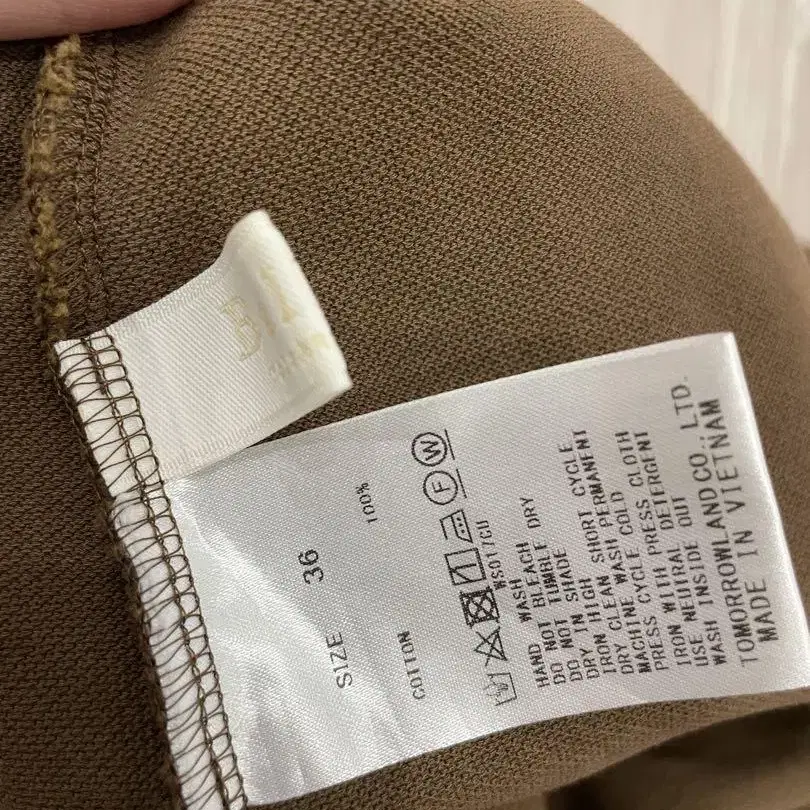 SIZE 36
COTTON 100%
WS017/CU
HAND WASH
DO NOT BLEACH
DO NOT TUMBLE DRY
DRY IN SHADE
IRON HIGH
DRY CLEAN SHORT CYCLE
MACHINE WASH PERMANENT
PRESS CYCLE COLD
IRON WITH PRESS CLOTH
USE NEUTRAL DETERGENT
WASH INSIDE OUT
TOMORROWLAND CO., LTD.
MADE IN VIETNAM